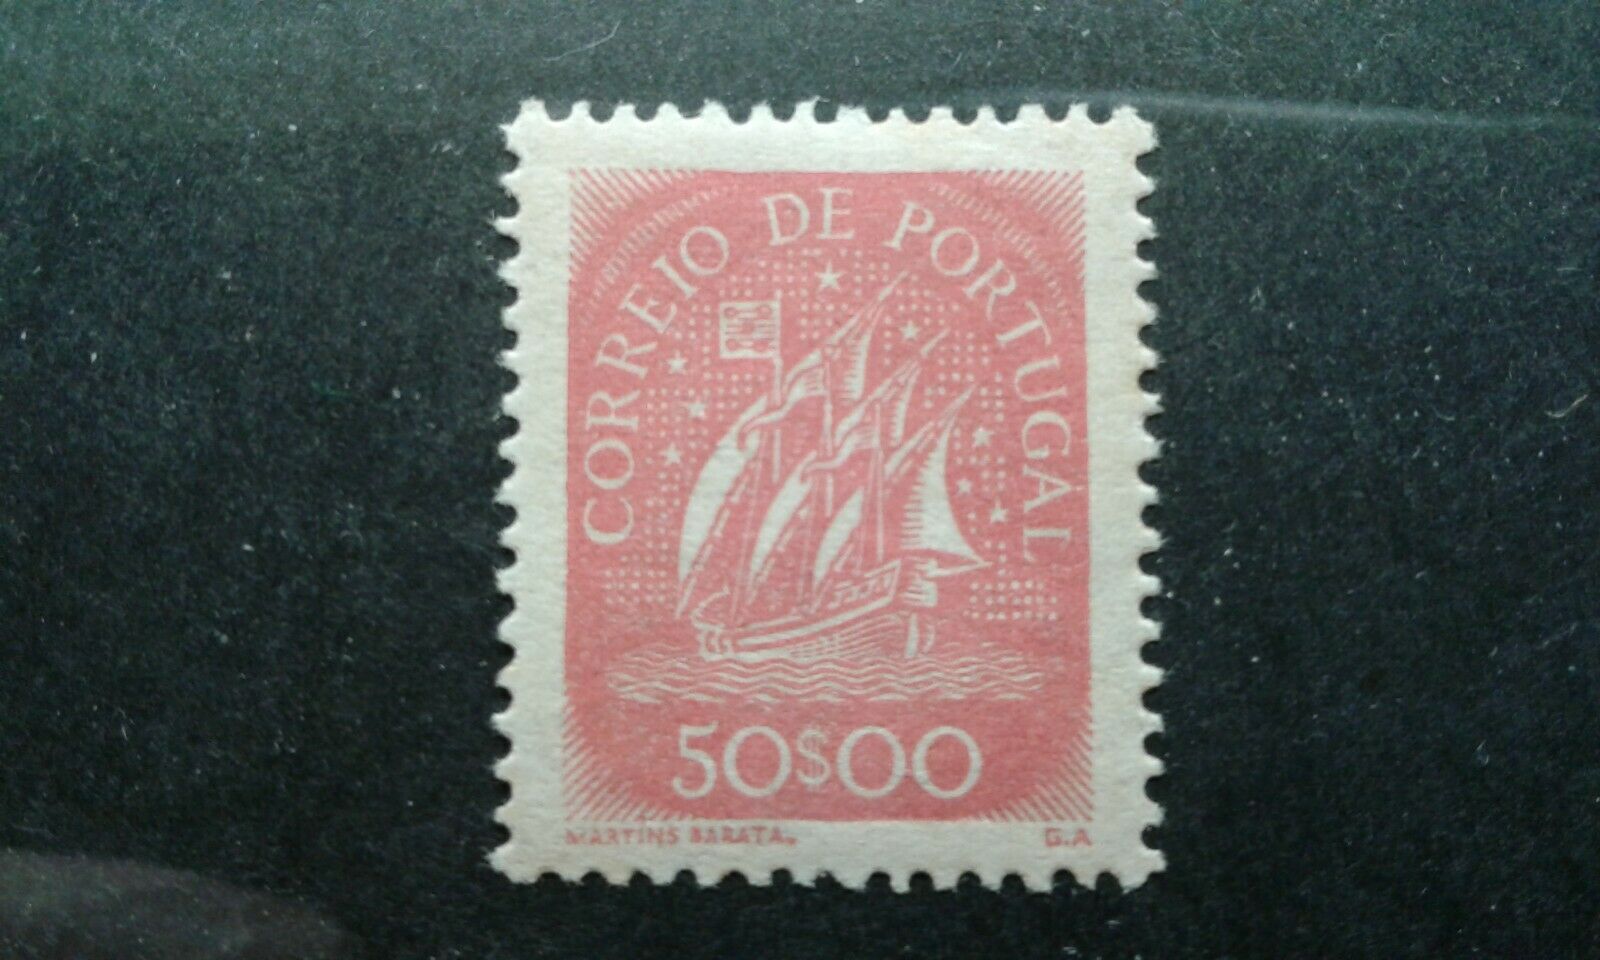 CORREIO DE PORTUGAL
50$00
MARTINS BARATA. G.A